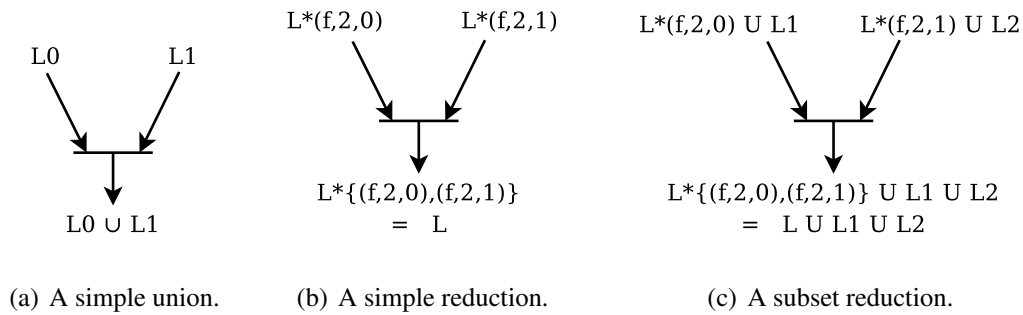 L0 L1
L0 ∪ L1
(a) A simple union.
L*(f,2,0) L*(f,2,1)
L*{(f,2,0),(f,2,1)}
= L
(b) A simple reduction.
L*(f,2,0) U L1 L*(f,2,1) U L2
L*{(f,2,0),(f,2,1)} U L1 U L2
= L U L1 U L2
(c) A subset reduction.